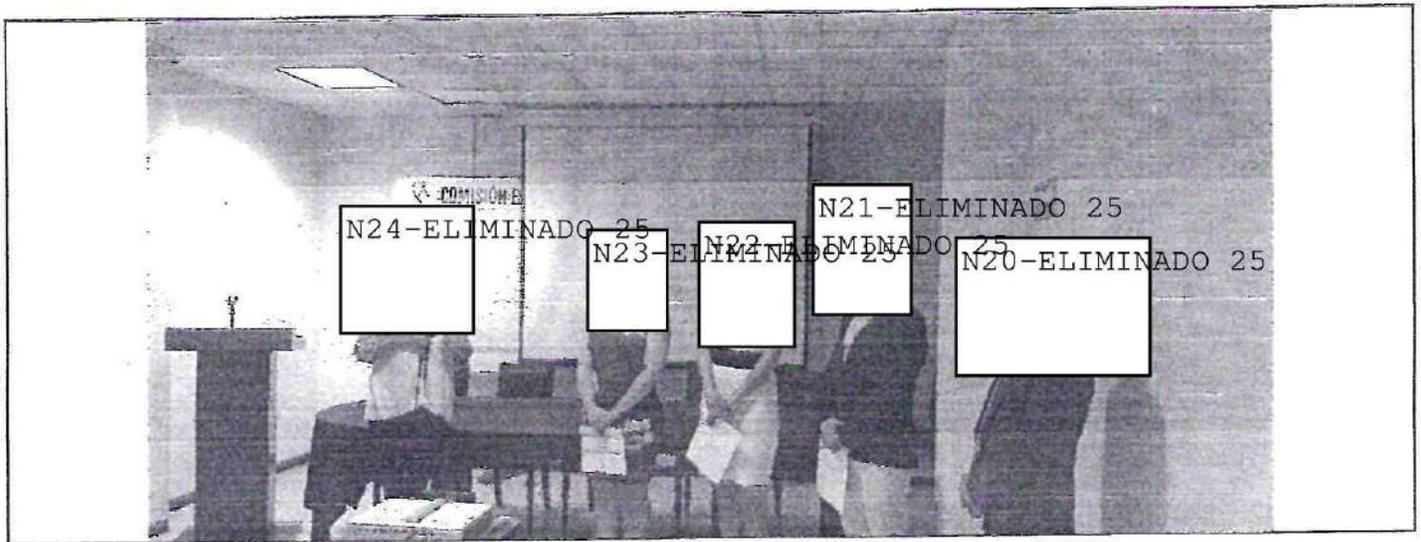 COMISIÓN E
N21-ELIMINADO 25
N24-ELIMINADO 25
N23-ELIMINADO 25
N22-ELIMINADO 25
N20-ELIMINADO 25